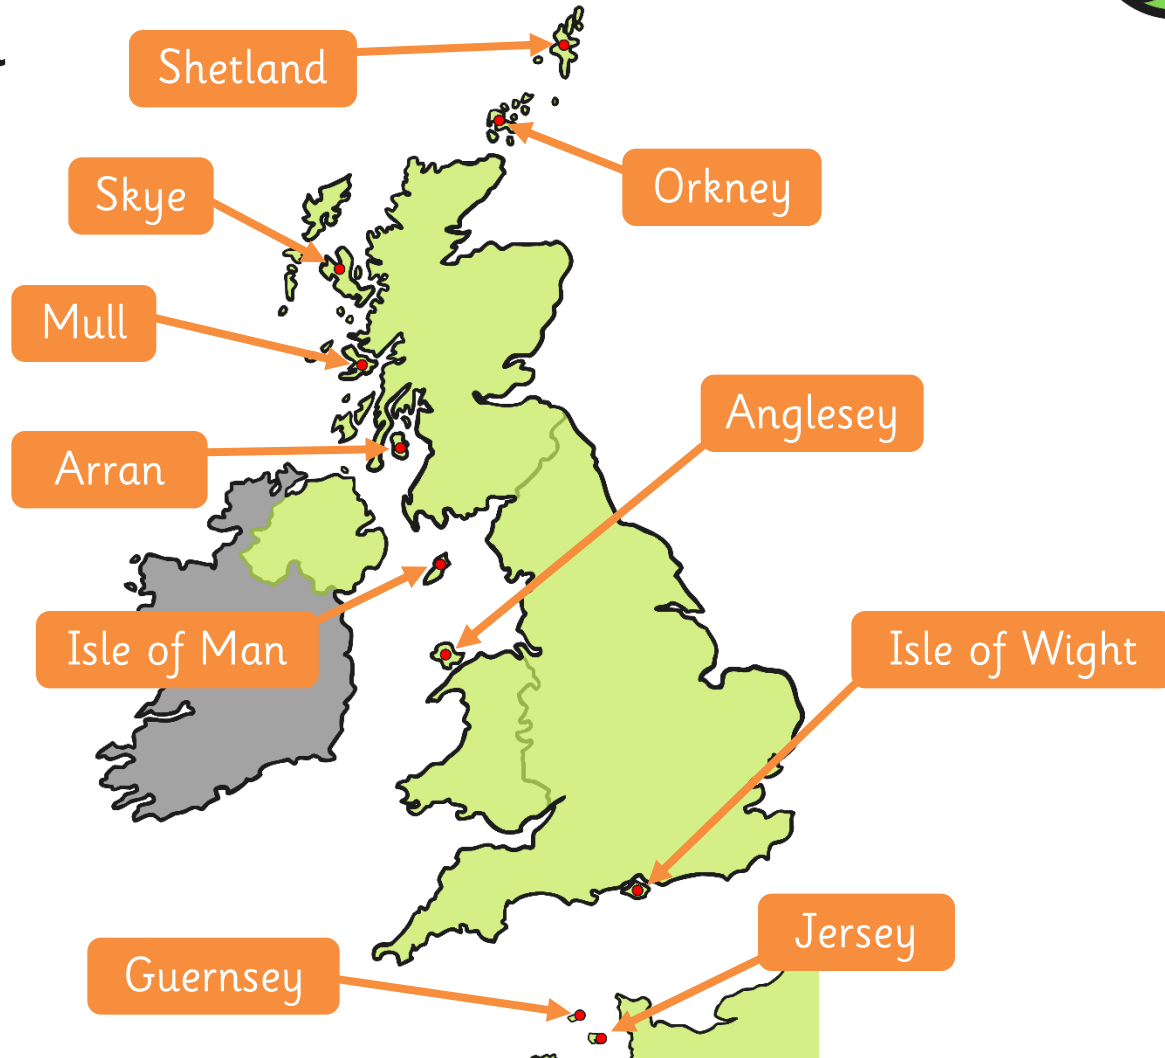 Shetland
Orkney
Skye
Mull
Anglesey
Arran
Isle of Man
Isle of Wight
Jersey
Guernsey